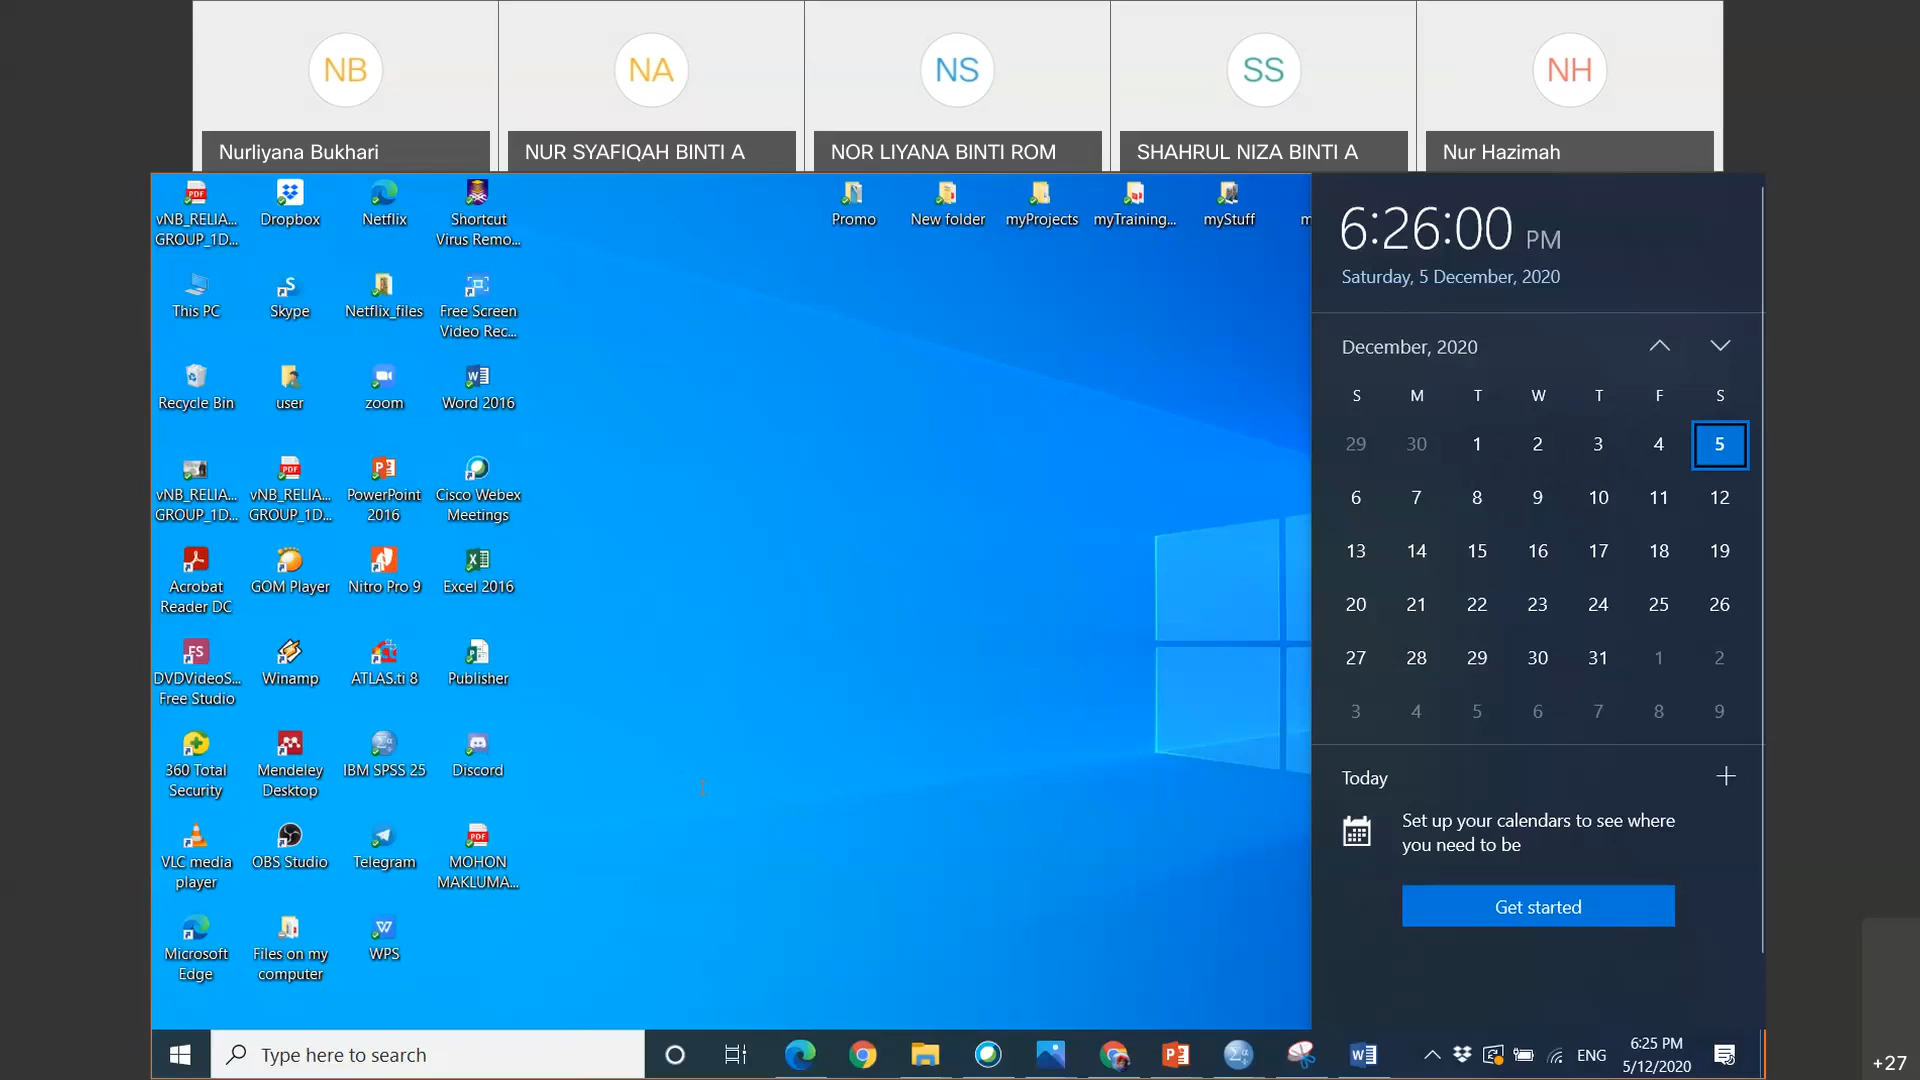 NB
NA
NS
SS
NH
Nurliyana Bukhari
NUR SYAFIQAH BINTI A
NOR LIYANA BINTI ROM
SHAHRUL NIZA BINTI A
Nur Hazimah
vNB_RELIA...
GROUP_1D...
Dropbox
Netflix
Shortcut
Virus Remo...
Promo
New folder
myProjects
myTraining...
myStuff
m
This PC
Skype
Netflix_files
Free Screen
Video Rec...
Recycle Bin
user
zoom
Word 2016
vNB_RELIA...
GROUP_1D...
vNB_RELIA...
GROUP_1D...
PowerPoint
2016
Cisco Webex
Meetings
Acrobat
Reader DC
GOM Player
Nitro Pro 9
Excel 2016
DVDVideoS...
Free Studio
Winamp
ATLAS.ti 8
Publisher
360 Total
Security
Mendeley
Desktop
IBM SPSS 25
Discord
VLC media
player
OBS Studio
Telegram
MOHON
MAKLUMA...
Microsoft
Edge
Files on my
computer
WPS
6:26:00 PM
Saturday, 5 December, 2020
December, 2020
S M T W T F S
29 30 1 2 3 4 5
6 7 8 9 10 11 12
13 14 15 16 17 18 19
20 21 22 23 24 25 26
27 28 29 30 31 1 2
3 4 5 6 7 8 9
Today
Set up your calendars to see where
you need to be
Get started
Type here to search
ENG
6:25 PM
5/12/2020
+27